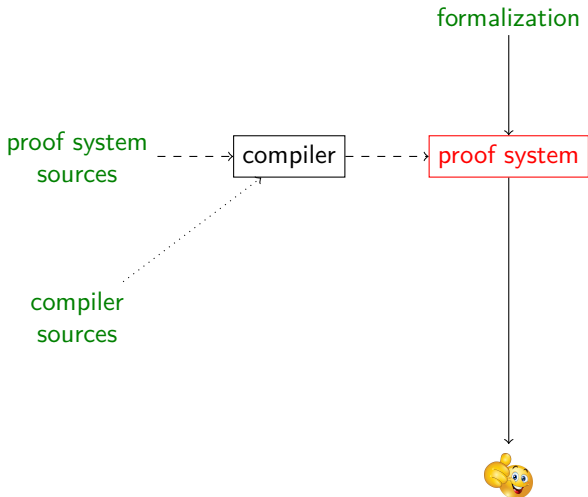 formalization
proof system
sources
compiler
proof system
compiler
sources